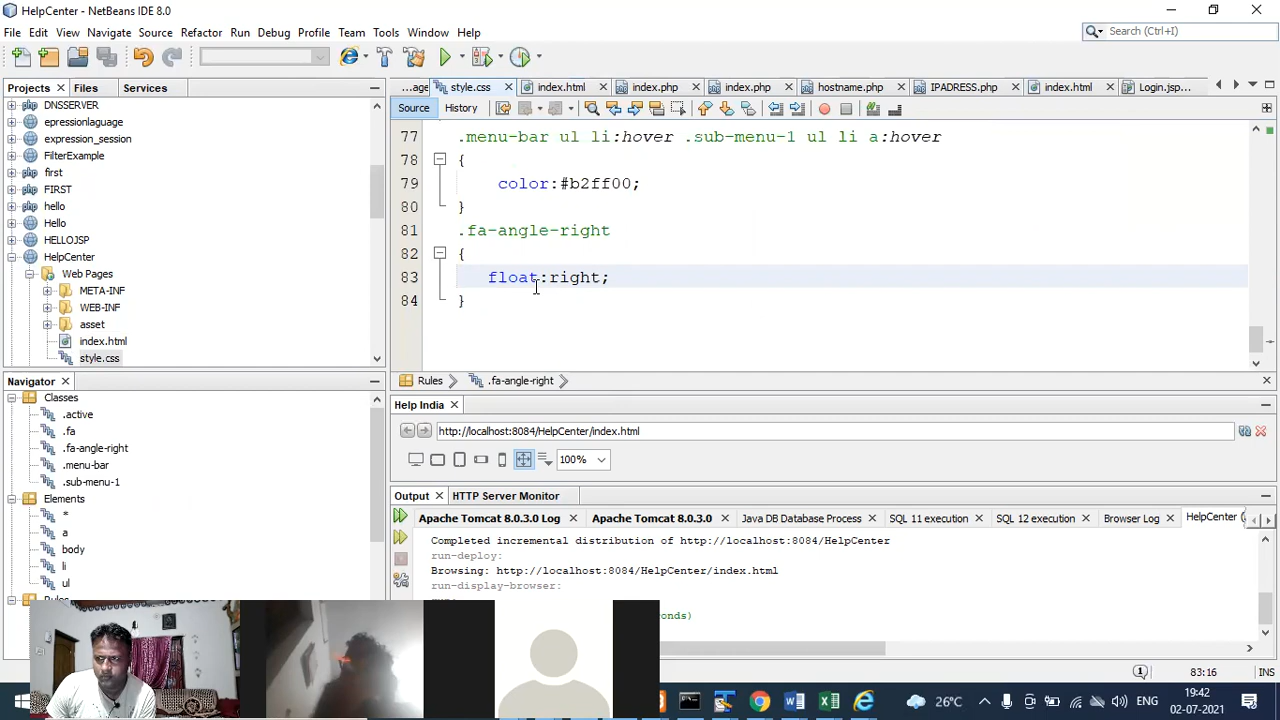 HelpCenter - NetBeans IDE 8.0
File Edit View Navigate Source Refactor Run Debug Profile Team Tools Window Help
Search (Ctrl+I)
Projects Files Services
...age style.css index.html index.php index.php hostname.php IPADRESS.php index.html Login.jsp...
Source History
DNSSERVER
epressionlaguage
expression_session
FilterExample
first
FIRST
hello
Hello
HELLOJSP
HelpCenter
Web Pages
META-INF
WEB-INF
asset
index.html
style.css
77 .menu-bar ul li:hover .sub-menu-1 ul li a:hover
78 {
79 color:#b2ff00;
80 }
81 .fa-angle-right
82 {
83 float:right;
84 }
Rules .fa-angle-right
Navigator
Classes
.active
.fa
.fa-angle-right
.menu-bar
.sub-menu-1
Elements
*
a
body
li
ul
Help India
http://localhost:8084/HelpCenter/index.html
100%
Output HTTP Server Monitor
Apache Tomcat 8.0.3.0 Log Apache Tomcat 8.0.3.0 Java DB Database Process SQL 11 execution SQL 12 execution Browser Log HelpCenter (
Completed incremental distribution of http://localhost:8084/HelpCenter
run-deploy:
Browsing: http://localhost:8084/HelpCenter/index.html
run-display-browser:
onds)
83:16
26°C ENG 19:42
02-07-2021